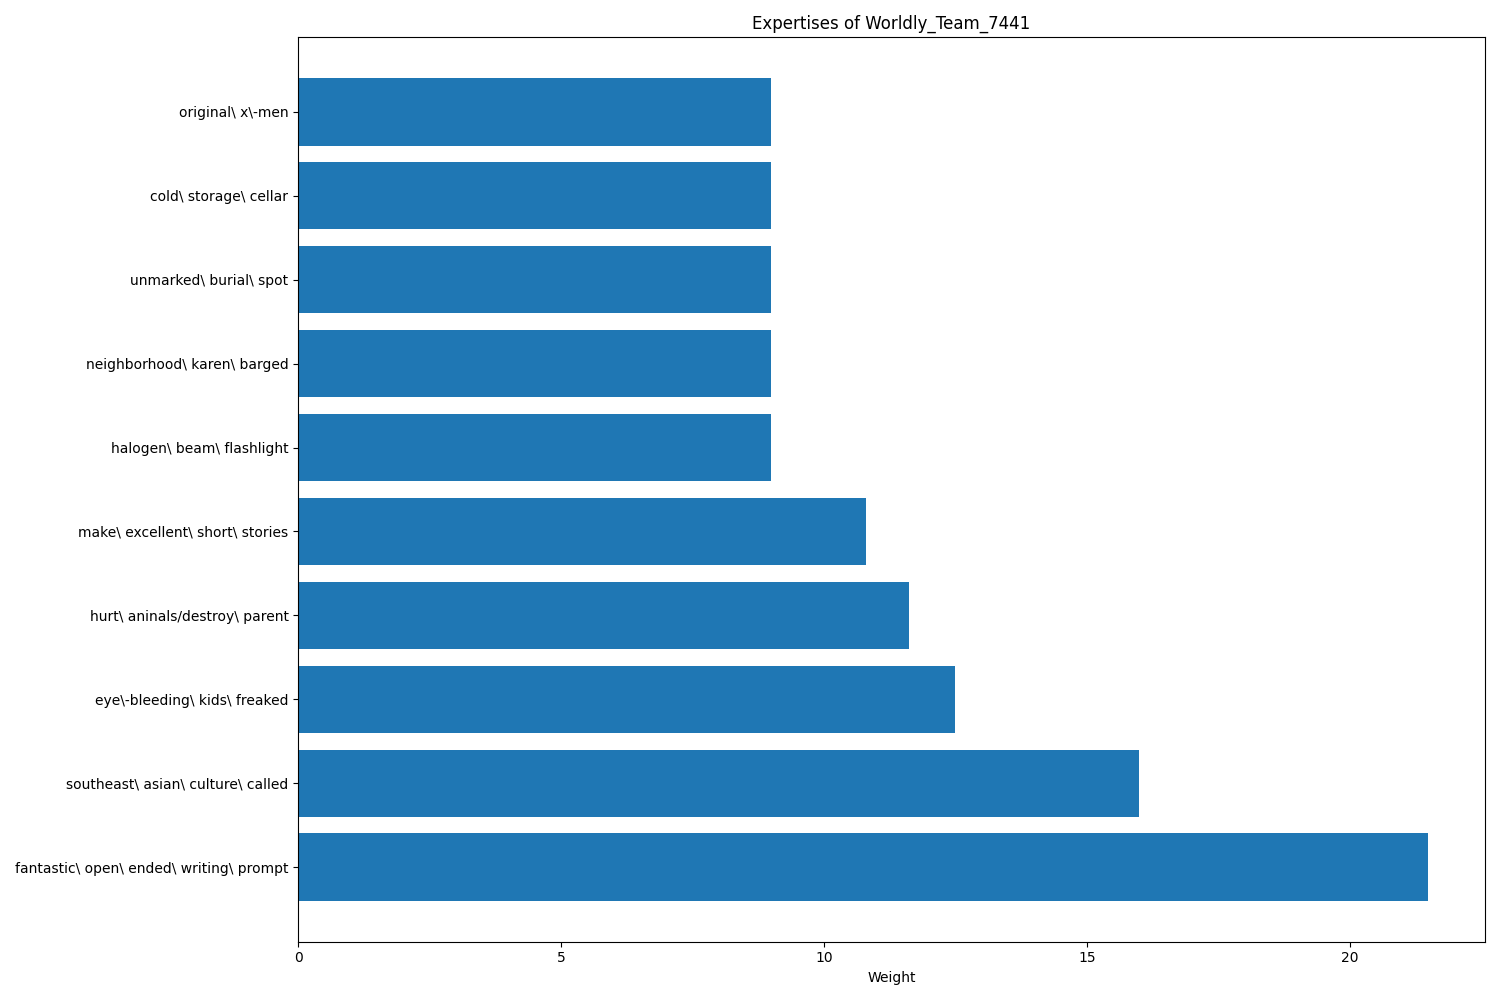 Expertises of Worldly_Team_7441
original\ x\-men
cold\ storage\ cellar
unmarked\ burial\ spot
neighborhood\ karen\ barged
halogen\ beam\ flashlight
make\ excellent\ short\ stories
hurt\ aninals/destroy\ parent
eye\-bleeding\ kids\ freaked
southeast\ asian\ culture\ called
fantastic\ open\ ended\ writing\ prompt
0 5 10 15 20
Weight